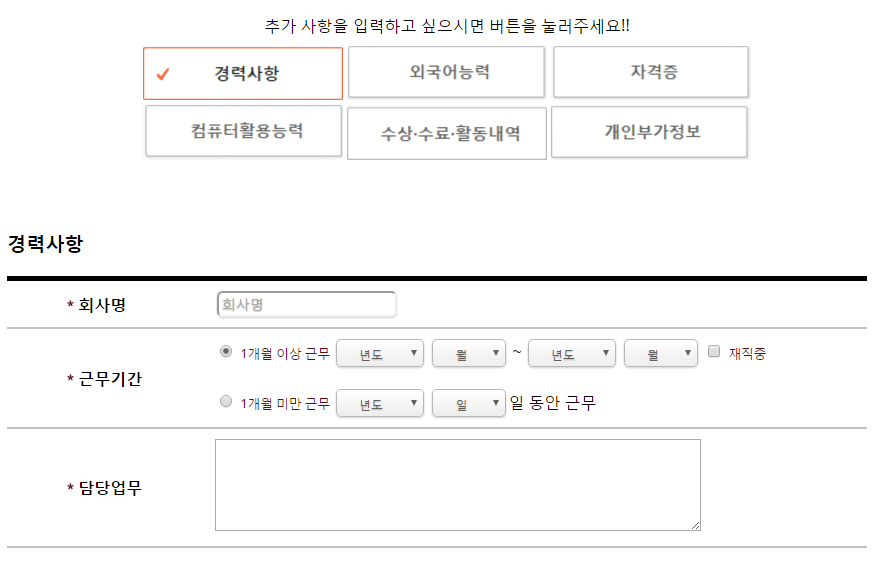 추가 사항을 입력하고 싶으시면 버튼을 눌러주세요!!
경력사항 외국어능력 자격증
컴퓨터활용능력 수상·수료·활동내역 개인부가정보
경력사항
* 회사명 회사명
* 근무기간
1개월 이상 근무 년도 월 ~ 년도 월 재직중
1개월 미만 근무 년도 일 일 동안 근무
* 담당업무